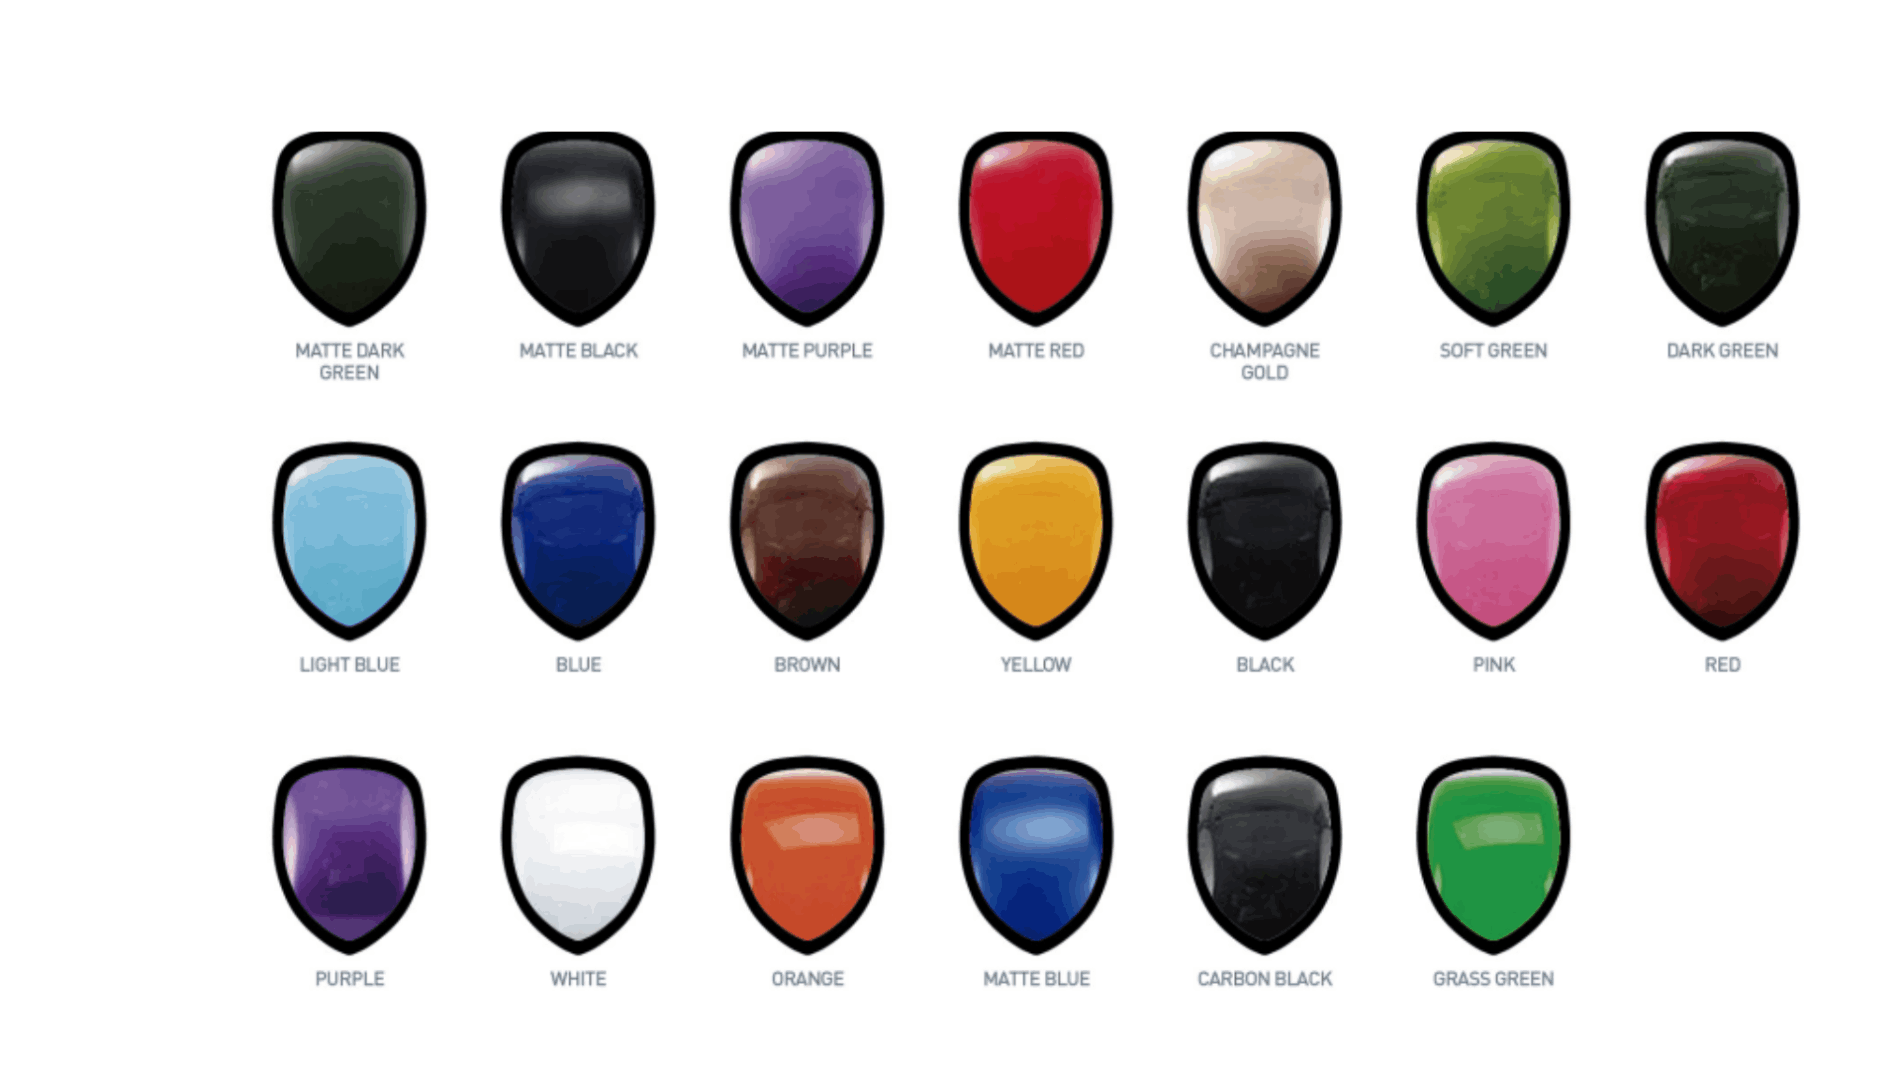 MATTE DARK
GREEN
MATTE BLACK
MATTE PURPLE
MATTE RED
CHAMPAGNE
GOLD
SOFT GREEN
DARK GREEN
LIGHT BLUE
BLUE
BROWN
YELLOW
BLACK
PINK
RED
PURPLE
WHITE
ORANGE
MATTE BLUE
CARBON BLACK
GRASS GREEN